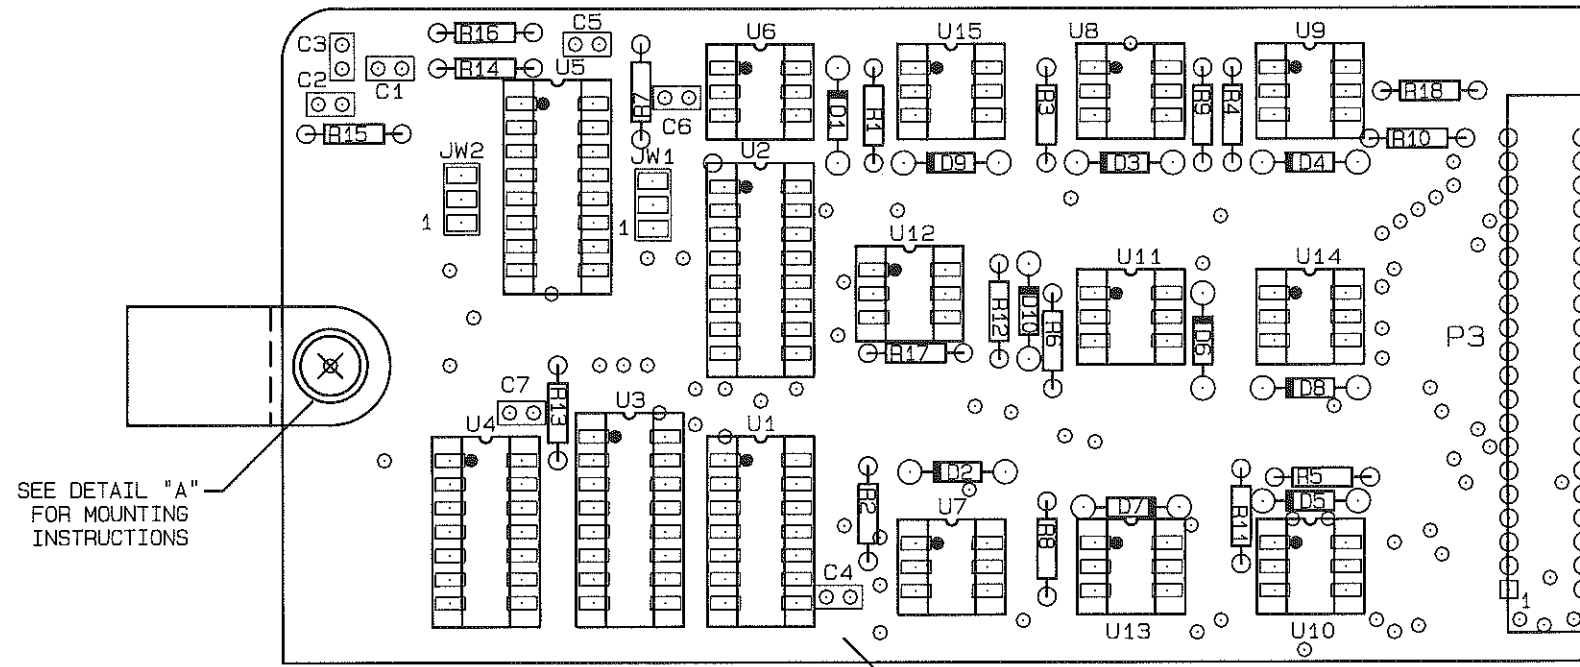 C5
U6
U15
U8
U9
C3
R16
C2
R14
U5
C1
R7
C6
D1
R1
R3
R9
R4
R18
R15
R10
JW2
JW1
U2
D9
D3
D4
1
1
U12
U11
U14
R12
D10
R6
D6
R17
P3
D8
C7
R13
U4
U3
U1
SEE DETAIL "A"
FOR MOUNTING
INSTRUCTIONS
R2
D2
R5
U7
D7
D5
R8
R11
C4
1
U13
U10